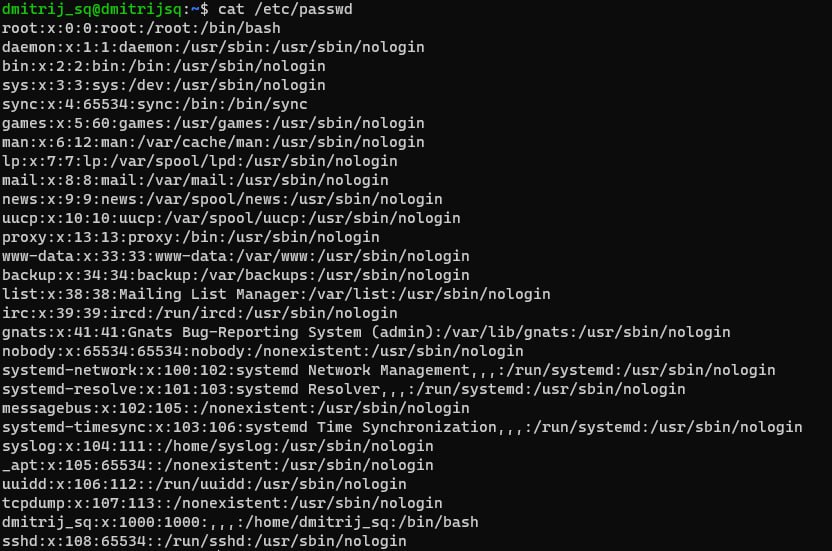 dmitrij_sq@dmitrijsq:~$ cat /etc/passwd
root:x:0:0:root:/root:/bin/bash
daemon:x:1:1:daemon:/usr/sbin:/usr/sbin/nologin
bin:x:2:2:bin:/bin:/usr/sbin/nologin
sys:x:3:3:sys:/dev:/usr/sbin/nologin
sync:x:4:65534:sync:/bin:/bin/sync
games:x:5:60:games:/usr/games:/usr/sbin/nologin
man:x:6:12:man:/var/cache/man:/usr/sbin/nologin
lp:x:7:7:lp:/var/spool/lpd:/usr/sbin/nologin
mail:x:8:8:mail:/var/mail:/usr/sbin/nologin
news:x:9:9:news:/var/spool/news:/usr/sbin/nologin
uucp:x:10:10:uucp:/var/spool/uucp:/usr/sbin/nologin
proxy:x:13:13:proxy:/bin:/usr/sbin/nologin
www-data:x:33:33:www-data:/var/www:/usr/sbin/nologin
backup:x:34:34:backup:/var/backups:/usr/sbin/nologin
list:x:38:38:Mailing List Manager:/var/list:/usr/sbin/nologin
irc:x:39:39:ircd:/run/ircd:/usr/sbin/nologin
gnats:x:41:41:Gnats Bug-Reporting System (admin):/var/lib/gnats:/usr/sbin/nologin
nobody:x:65534:65534:nobody:/nonexistent:/usr/sbin/nologin
systemd-network:x:100:102:systemd Network Management,,,:/run/systemd:/usr/sbin/nologin
systemd-resolve:x:101:103:systemd Resolver,,,:/run/systemd:/usr/sbin/nologin
messagebus:x:102:105::/nonexistent:/usr/sbin/nologin
systemd-timesync:x:103:106:systemd Time Synchronization,,,:/run/systemd:/usr/sbin/nologin
syslog:x:104:111::/home/syslog:/usr/sbin/nologin
_apt:x:105:65534::/nonexistent:/usr/sbin/nologin
uuidd:x:106:112::/run/uuidd:/usr/sbin/nologin
tcpdump:x:107:113::/nonexistent:/usr/sbin/nologin
dmitrij_sq:x:1000:1000:,,,:/home/dmitrij_sq:/bin/bash
sshd:x:108:65534::/run/sshd:/usr/sbin/nologin